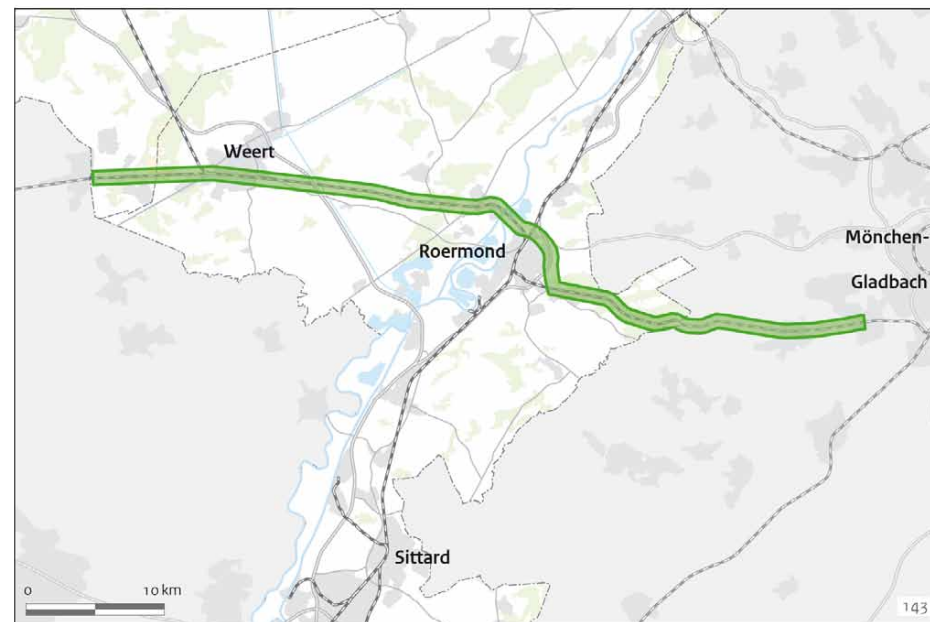 Weert
Roermond
Mönchen-
Gladbach
Sittard
0 10 km
143